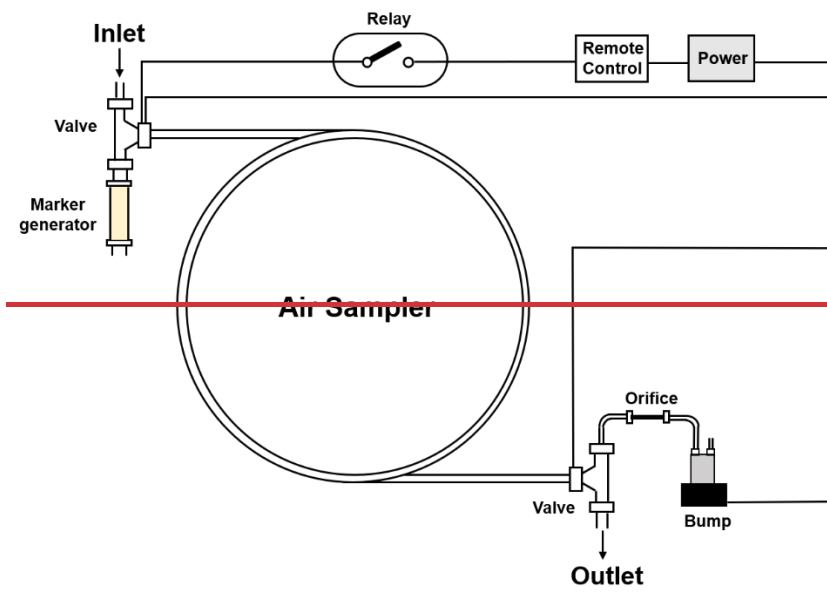 Inlet
Relay
Remote
Control
Power
Valve
Marker
generator
Air Sampler
Orifice
Valve
Bump
Outlet